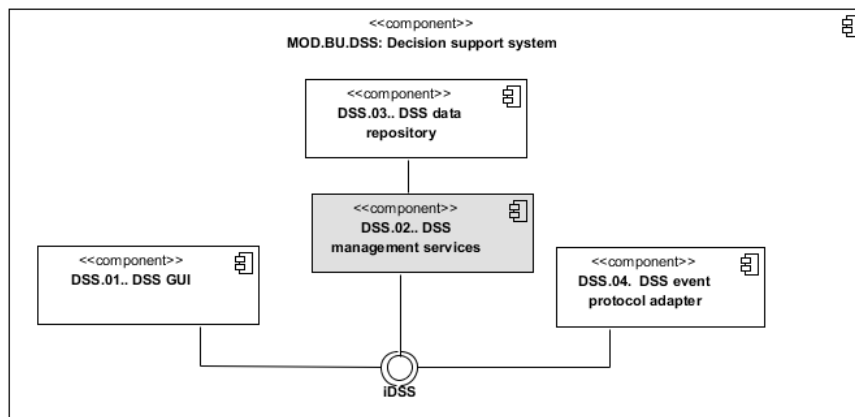 <<component>>
MOD.BU.DSS: Decision support system
<<component>>
DSS.03.. DSS data
repository
<<component>>
DSS.02.. DSS
management services
<<component>>
DSS.01.. DSS GUI
<<component>>
DSS.04. DSS event
protocol adapter
iDSS